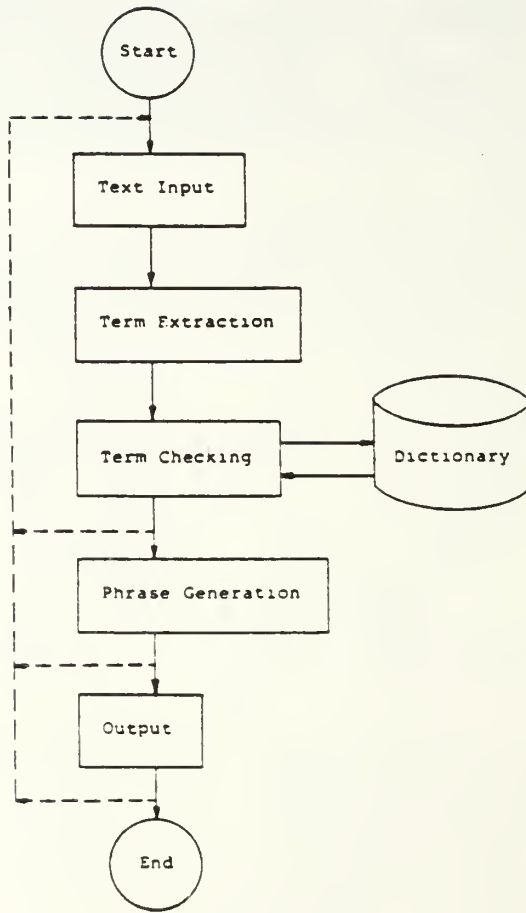 Start
Text Input
Term Extraction
Term Checking
Dictionary
Phrase Generation
Output
End